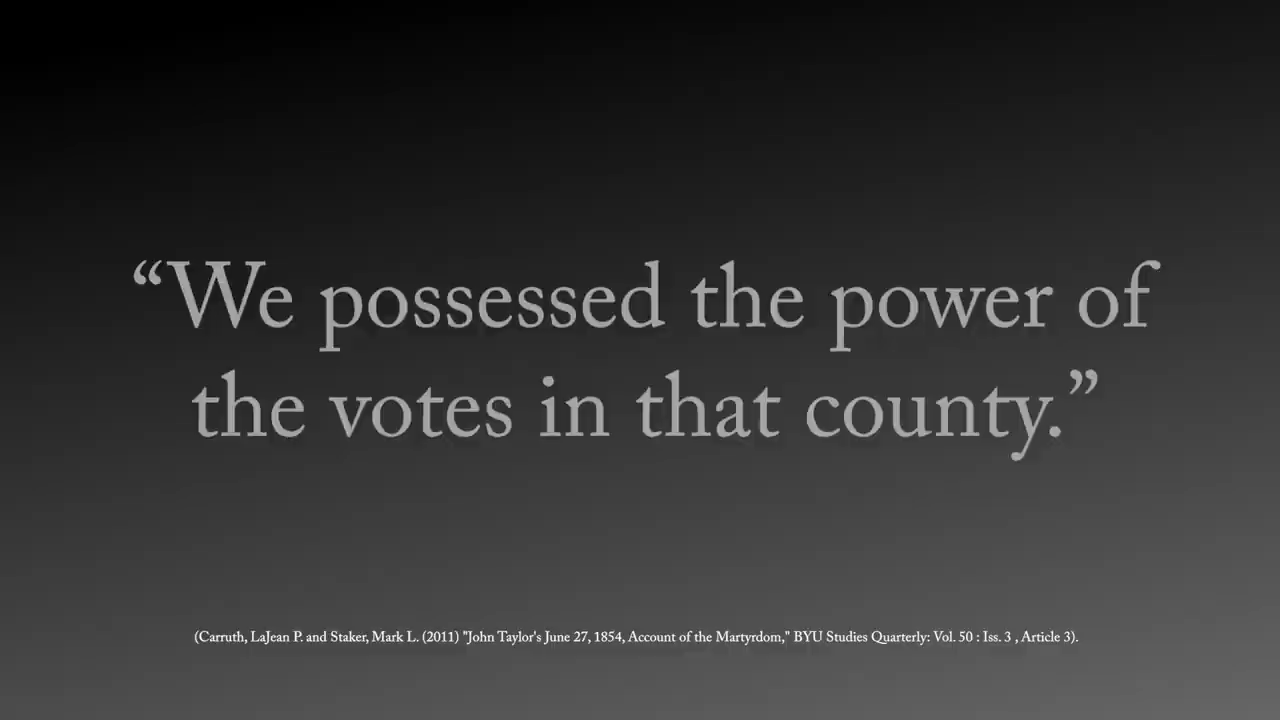 “We possessed the power of
the votes in that county.”
(Carruth, LaJean P. and Staker, Mark L. (2011) "John Taylor's June 27, 1854, Account of the Martyrdom," BYU Studies Quarterly: Vol. 50 : Iss. 3 , Article 3).